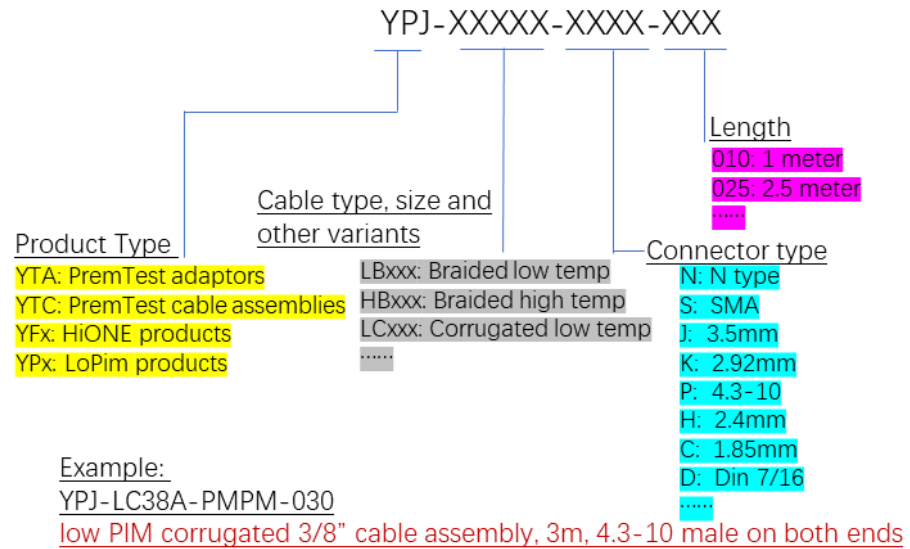 YPJ-XXXXX-XXXX-XXX
Length
010: 1 meter
025: 2.5 meter
......
Cable type, size and
other variants
LBxxx: Braided low temp
HBxxx: Braided high temp
LCxxx: Corrugated low temp
......
Product Type
YTA: PremTest adaptors
YTC: PremTest cable assemblies
YFx: HiONE products
YPx: LoPim products
Connector type
N: N type
S: SMA
J: 3.5mm
K: 2.92mm
P: 4.3-10
H: 2.4mm
C: 1.85mm
D: Din 7/16
......
Example:
YPJ-LC38A-PMPM-030
low PIM corrugated 3/8” cable assembly, 3m, 4.3-10 male on both ends